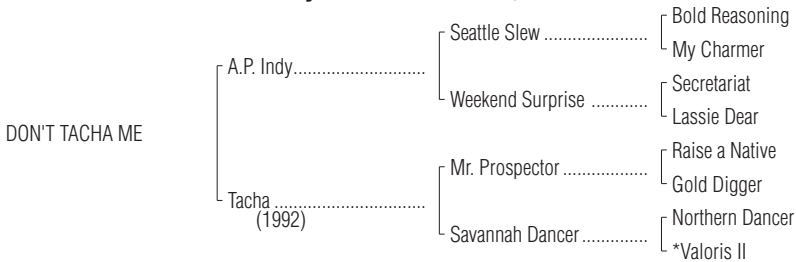 Bold Reasoning
Seattle Slew ......................
My Charmer
A.P. Indy............................
Secretariat
Weekend Surprise ............
Lassie Dear
DON'T TACHA ME
Raise a Native
Mr. Prospector ..................
Gold Digger
Tacha ................................
(1992)
Northern Dancer
Savannah Dancer..............
*Valoris II